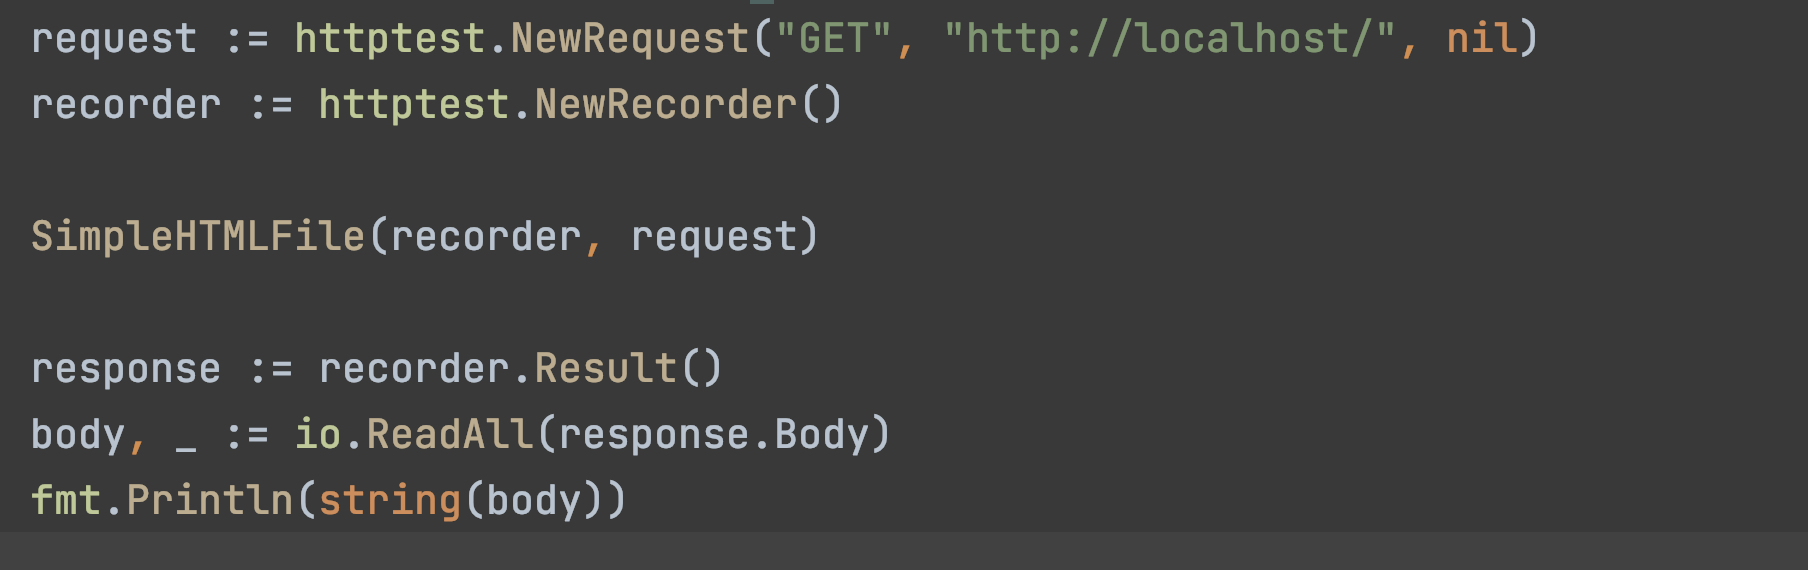 request := httptest.NewRequest("GET", "http://localhost/", nil)
recorder := httptest.NewRecorder()
SimpleHTMLFile(recorder, request)
response := recorder.Result()
body, _ := io.ReadAll(response.Body)
fmt.Println(string(body))